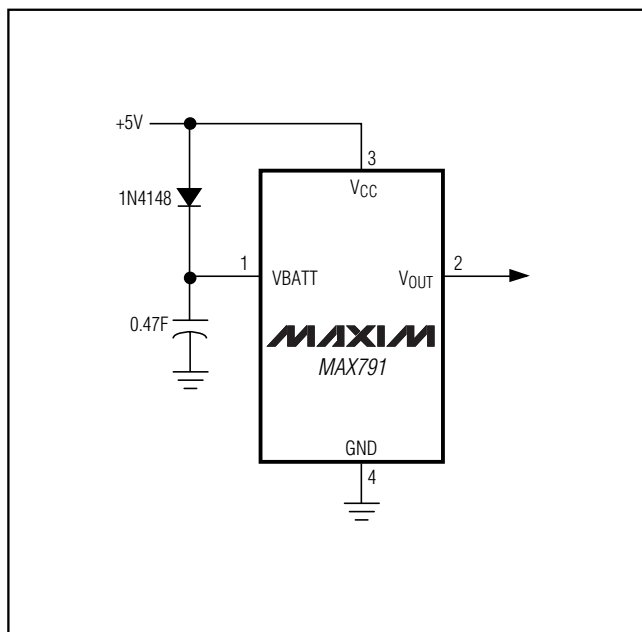 +5V
3
VCC
1N4148
1
VBATT
VOUT
2
0.47F
MAXIM
MAX791
GND
4